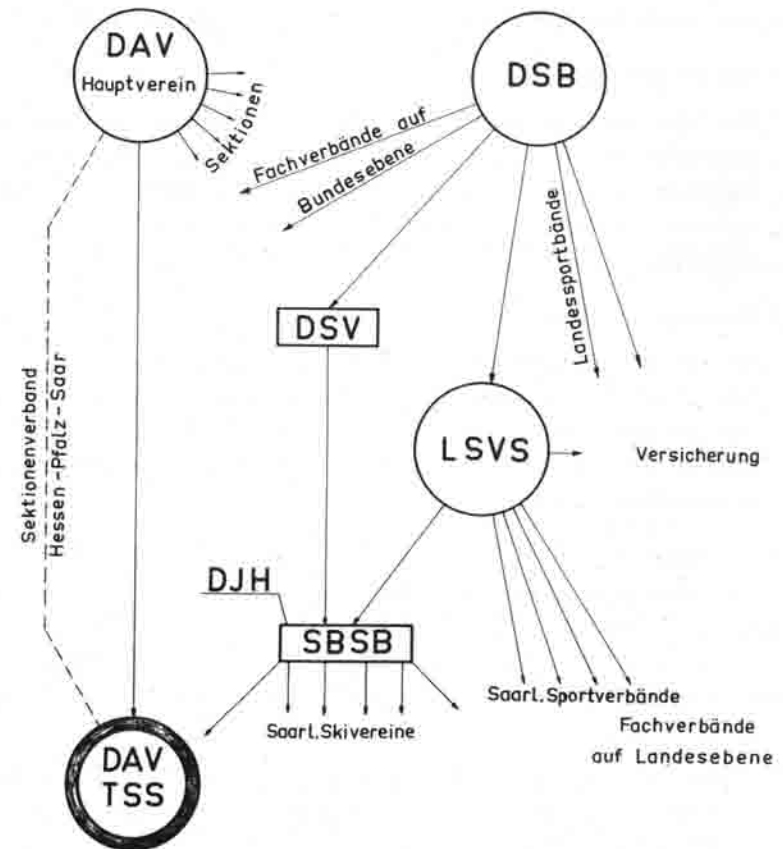 DAV
Hauptverein
Sektionen
DSB
Fachverbände auf
Bundesebene
Landessportbände
DSV
LSVS
Versicherung
Sektionenverband
Hessen-Pfalz-Saar
DJH
SBSB
Saarl.Skivereine
Saarl.Sportverbände
Fachverbände
auf Landesebene
DAV
TSS